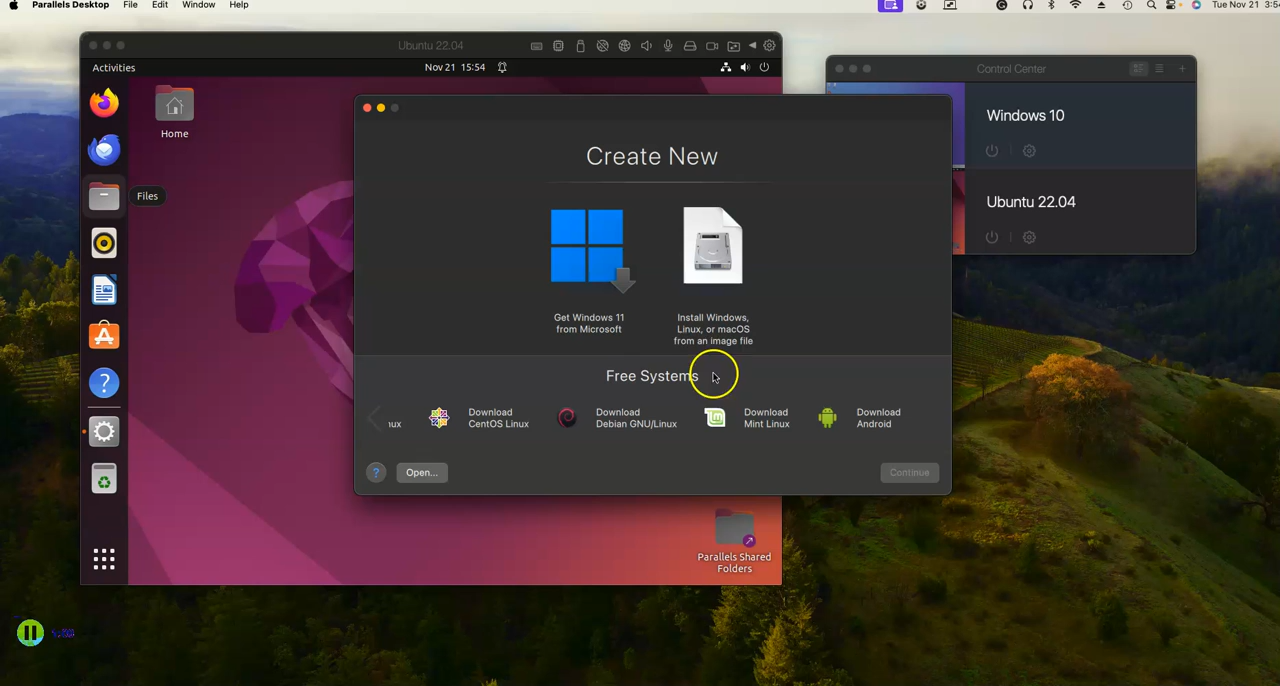 Parallels Desktop File Edit Window Help
Tue Nov 21 3:54
Ubuntu 22.04
Activities
Nov 21 15:54
Home
Files
Control Center
Windows 10
Ubuntu 22.04
Create New
Get Windows 11
from Microsoft
Install Windows,
Linux, or macOS
from an image file
Free Systems
nux
Download
CentOS Linux
Download
Debian GNU/Linux
Download
Mint Linux
Download
Android
? Open... Continue
Parallels Shared
Folders